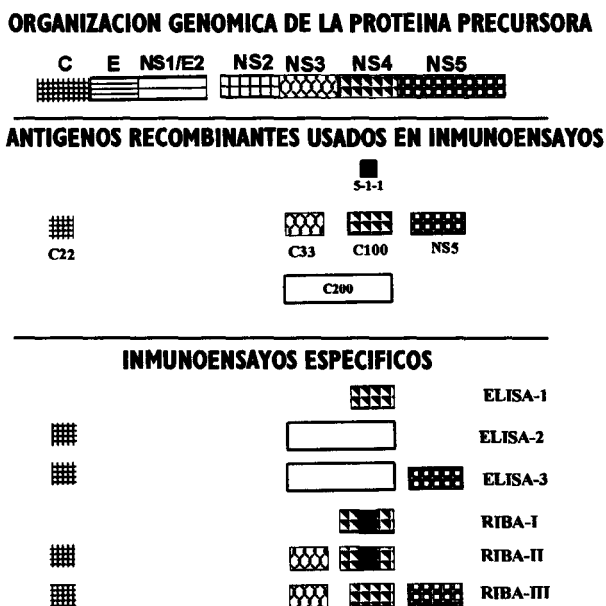 ORGANIZACION GENOMICA DE LA PROTEINA PRECURSORA
C E NS1/E2 NS2 NS3 NS4 NS5
ANTIGENOS RECOMBINANTES USADOS EN INMUNOENSAYOS
5-1-1
C22 C33 C100 NS5
C200
INMUNOENSAYOS ESPECIFICOS
ELISA-1
ELISA-2
ELISA-3
RIBA-I
RIBA-II
RIBA-III